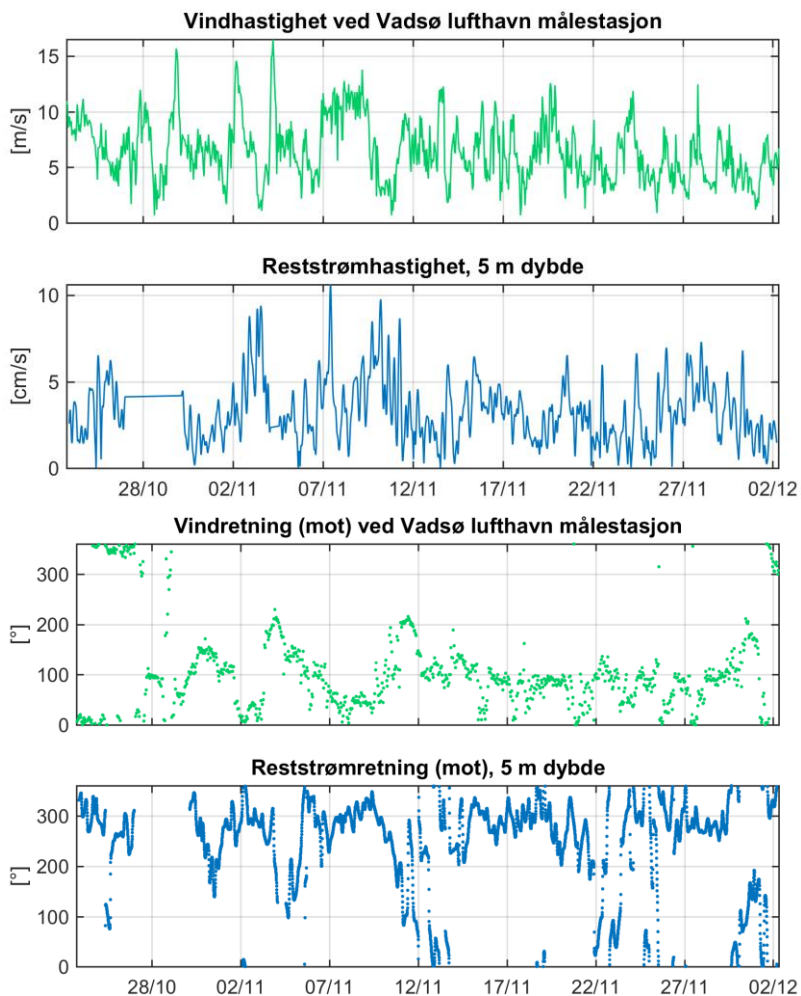 Vindhastighet ved Vadsø lufthavn målestasjon
15
10
5
0
[m/s]
Reststrømhastighet, 5 m dybde
10
5
0
[cm/s]
28/10 02/11 07/11 12/11 17/11 22/11 27/11 02/12
Vindretning (mot) ved Vadsø lufthavn målestasjon
300
200
100
0
[°]
Reststrømretning (mot), 5 m dybde
300
200
100
0
[°]
28/10 02/11 07/11 12/11 17/11 22/11 27/11 02/12